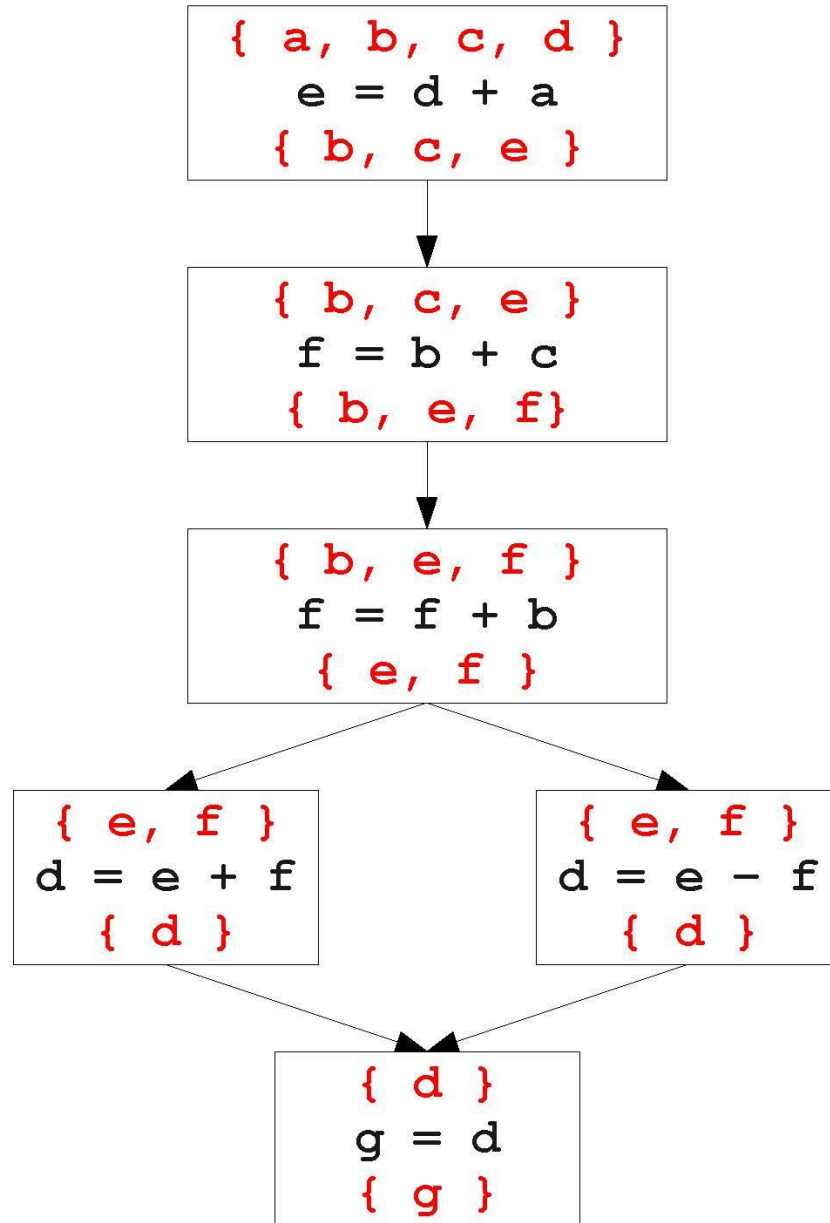 { a, b, c, d }
e = d + a
{ b, c, e }
{ b, c, e }
f = b + c
{ b, e, f}
{ b, e, f }
f = f + b
{ e, f }
{ e, f }
d = e + f
{ d }
{ e, f }
d = e - f
{ d }
{ d }
g = d
{ g }